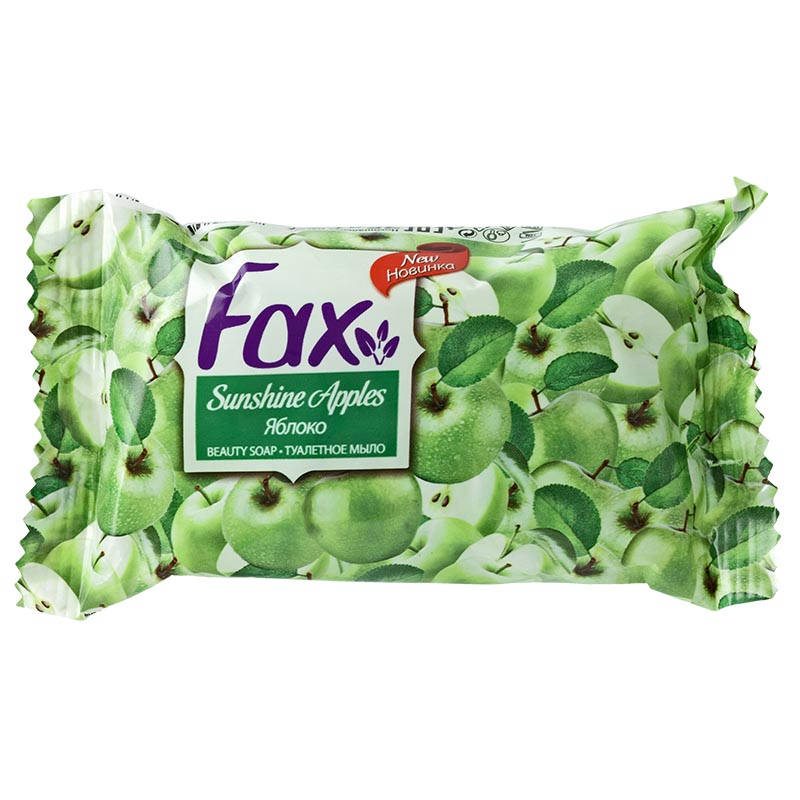 New
Новинка
Fax
Sunshine Apples
Яблоко
BEAUTY SOAP • ТУАЛЕТНОЕ МЫЛО